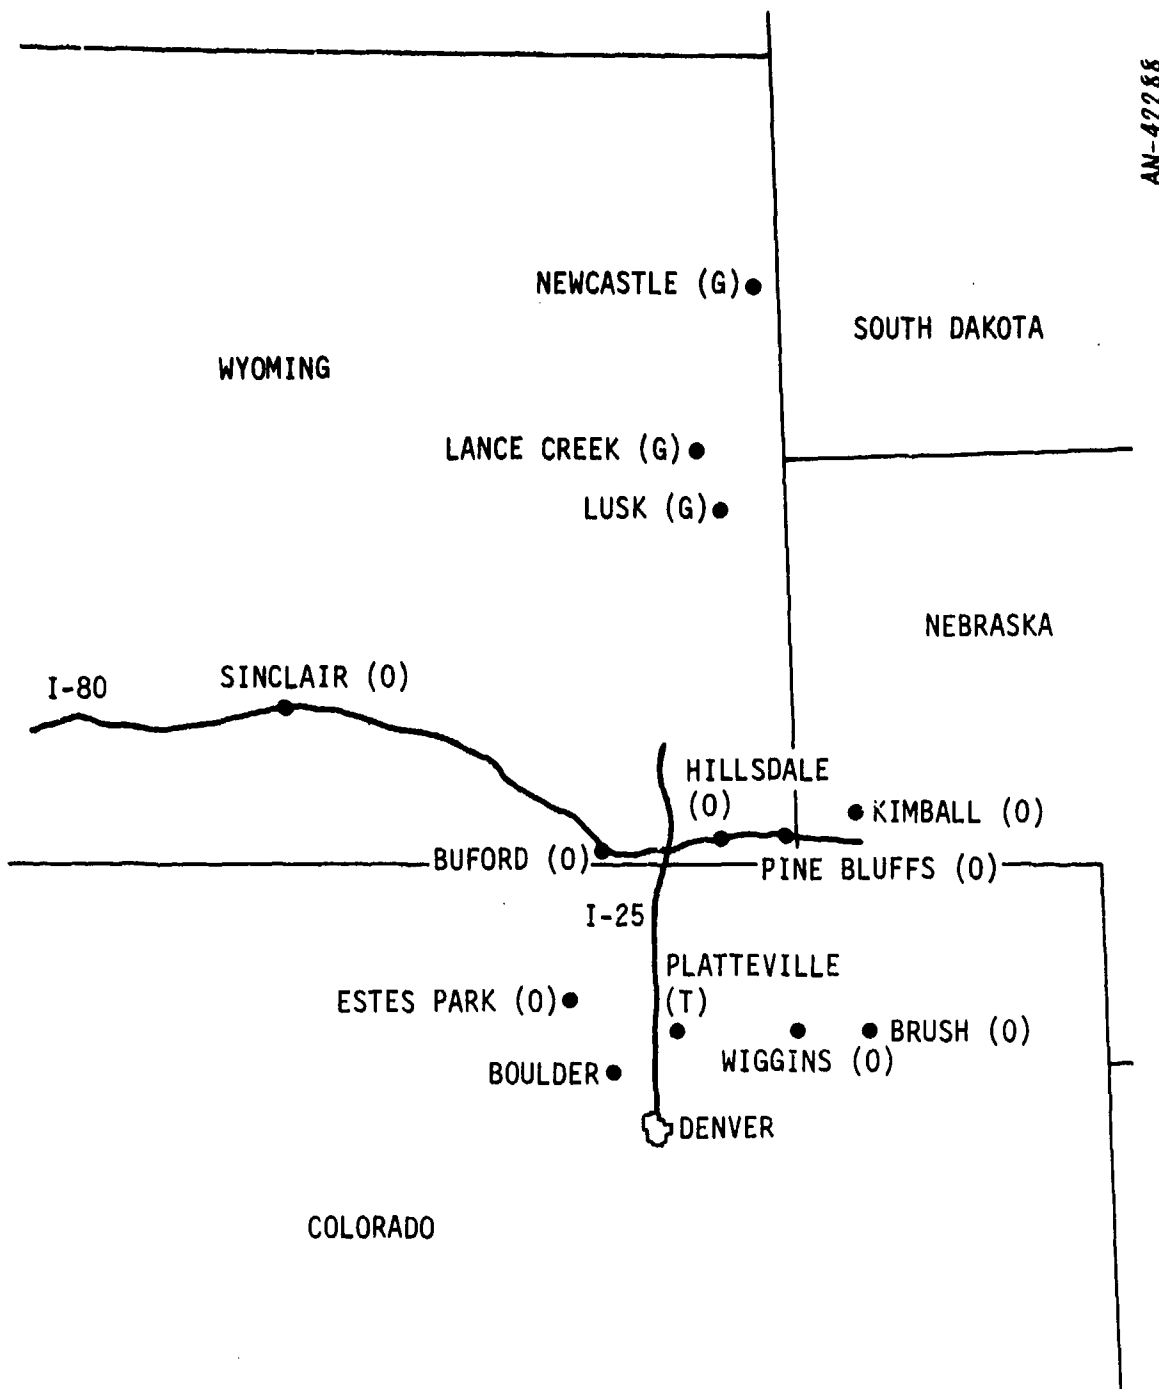 AN-42288
NEWCASTLE (G)
SOUTH DAKOTA
WYOMING
LANCE CREEK (G)
LUSK (G)
NEBRASKA
SINCLAIR (O)
I-80
HILLSDALE
(O)
KIMBALL (O)
BUFORD (O)
PINE BLUFFS (O)
I-25
PLATTEVILLE
(T)
ESTES PARK (O)
BRUSH (O)
WIGGINS (O)
BOULDER
DENVER
COLORADO